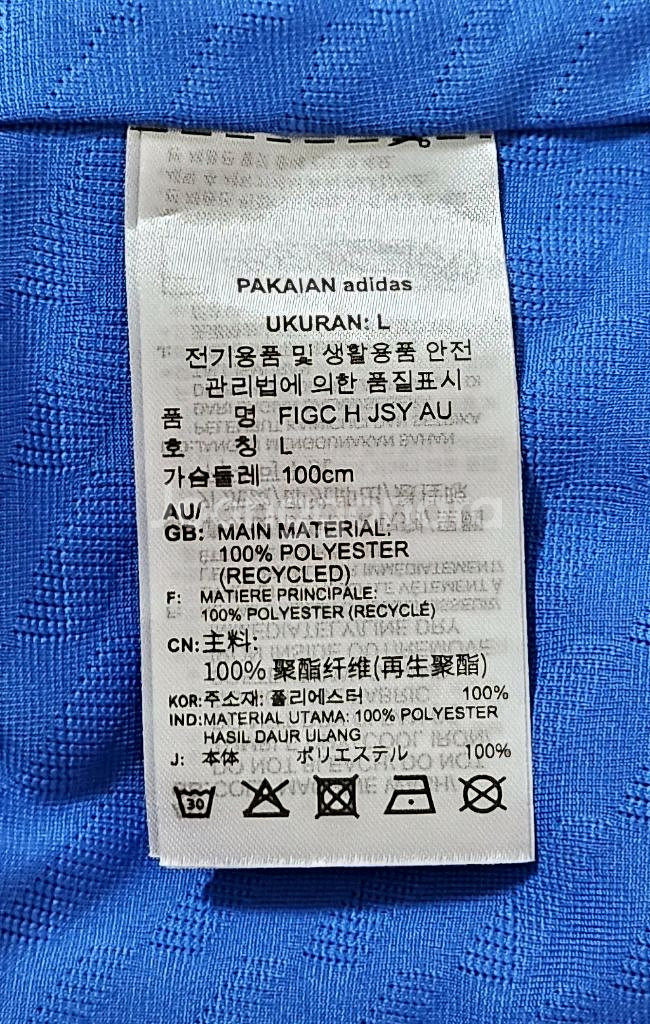 PAKAIAN adidas
UKURAN: L
전기용품 및 생활용품 안전
관리법에 의한 품질표시
품 명 FIGC H JSY AU
호 칭 L
가슴둘레 100cm
AU/
GB: MAIN MATERIAL:
100% POLYESTER
(RECYCLED)
F: MATIERE PRINCIPALE:
100% POLYESTER (RECYCLÉ)
CN: 主料:
100% 聚酯纤维(再生聚酯)
KOR: 주소재: 폴리에스터 100%
IND: MATERIAL UTAMA: 100% POLYESTER
HASIL DAUR ULANG
J: 本体 ポリエステル 100%
30